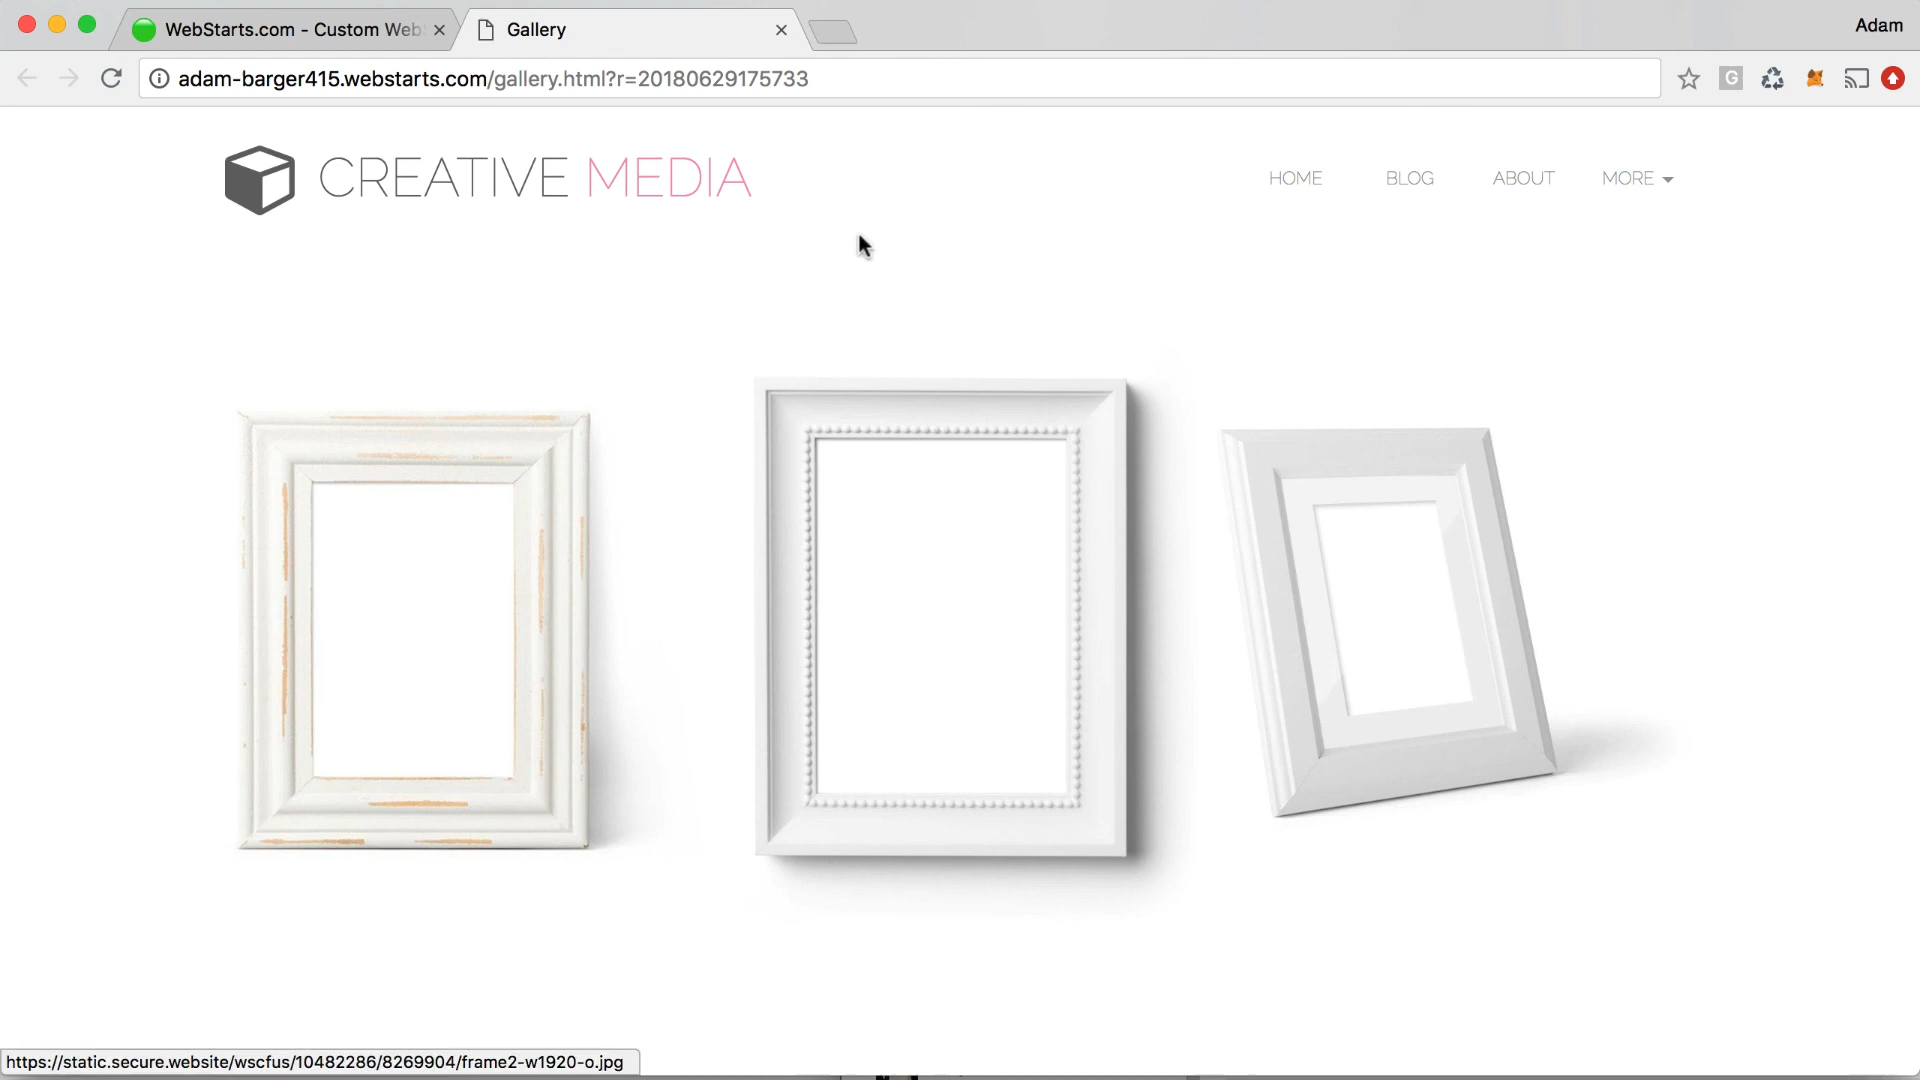 WebStarts.com - Custom Web
Gallery
Adam
adam-barger415.webstarts.com/gallery.html?r=20180629175733
G
CREATIVE MEDIA
HOME
BLOG
ABOUT
MORE
https://static.secure.website/wscfus/10482286/8269904/frame2-w1920-o.jpg